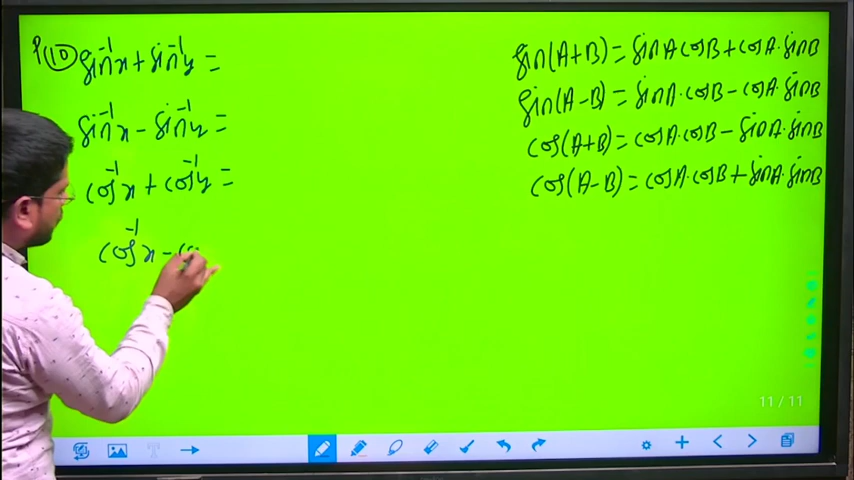 P(10) sin⁻¹x + sin⁻¹y =
sin⁻¹x - sin⁻¹y =
cos⁻¹x + cos⁻¹y =
cos⁻¹x - co
sin(A+B) = sinA cosB + cosA·sinB
sin(A-B) = sinA·cosB - cosA·sinB
cos(A+B) = cosA·cosB - sinA·sinB
cos(A-B) = cosA·cosB + sinA·sinB
11 / 11